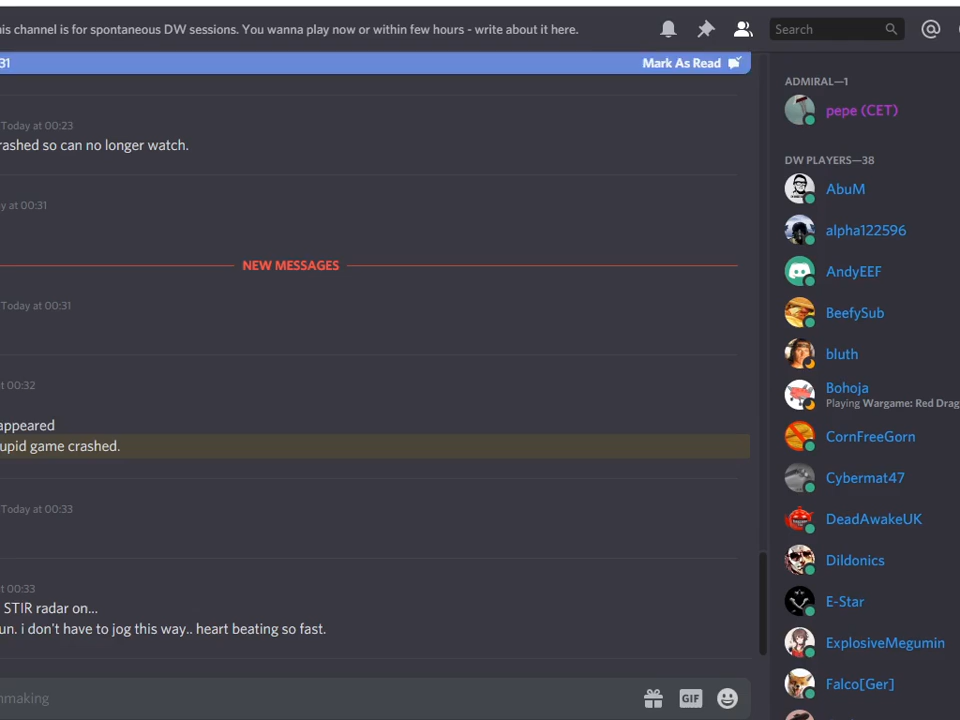 his channel is for spontaneous DW sessions. You wanna play now or within few hours - write about it here.
Search
31
Mark As Read
Today at 00:23
rashed so can no longer watch.
y at 00:31
NEW MESSAGES
Today at 00:31
t 00:32
appeared
upid game crashed.
Today at 00:33
t 00:33
STIR radar on...
un. i don't have to jog this way.. heart beating so fast.
nmaking
GIF
ADMIRAL—1
pepe (CET)
DW PLAYERS—38
AbuM
alpha122596
AndyEEF
BeefySub
bluth
Bohoja
Playing Wargame: Red Drag
CornFreeGorn
Cybermat47
DeadAwakeUK
Dildonics
E-Star
ExplosiveMegumin
Falco[Ger]